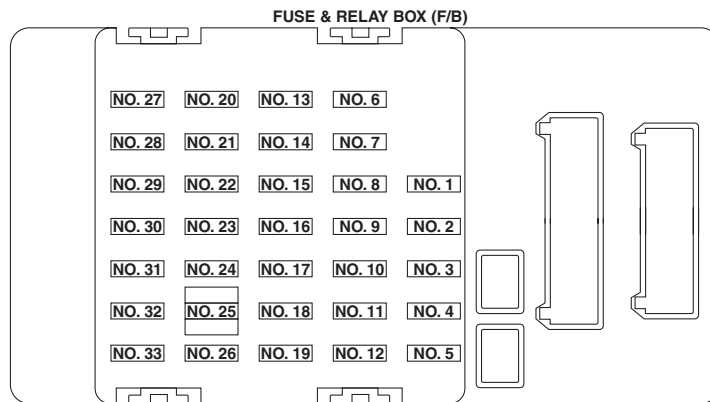 FUSE & RELAY BOX (F/B)
NO. 27 NO. 20 NO. 13 NO. 6
NO. 28 NO. 21 NO. 14 NO. 7
NO. 29 NO. 22 NO. 15 NO. 8 NO. 1
NO. 30 NO. 23 NO. 16 NO. 9 NO. 2
NO. 31 NO. 24 NO. 17 NO. 10 NO. 3
NO. 32 NO. 25 NO. 18 NO. 11 NO. 4
NO. 33 NO. 26 NO. 19 NO. 12 NO. 5